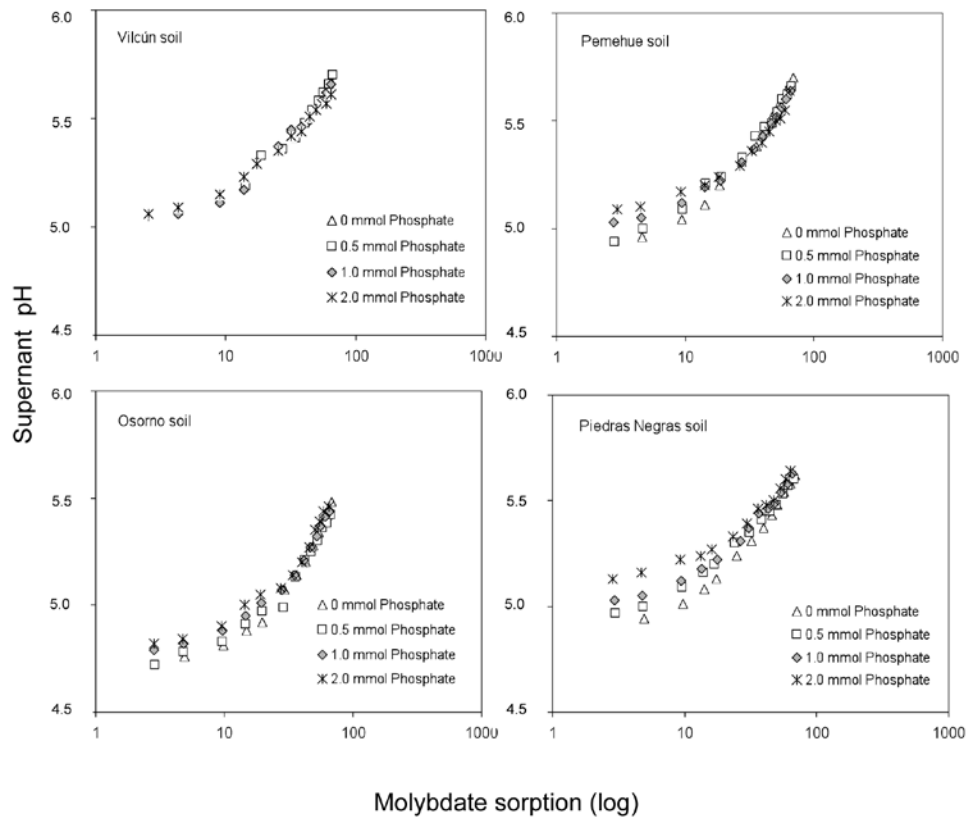 Supernant pH
6.0
5.5
5.0
4.5
Vilcún soil
0 mmol Phosphate
0.5 mmol Phosphate
1.0 mmol Phosphate
2.0 mmol Phosphate
1 10 100 1000
6.0
5.5
5.0
4.5
Pemehue soil
0 mmol Phosphate
0.5 mmol Phosphate
1.0 mmol Phosphate
2.0 mmol Phosphate
1 10 100 1000
6.0
5.5
5.0
4.5
Osorno soil
0 mmol Phosphate
0.5 mmol Phosphate
1.0 mmol Phosphate
2.0 mmol Phosphate
1 10 100 1000
6.0
5.5
5.0
4.5
Piedras Negras soil
0 mmol Phosphate
0.5 mmol Phosphate
1.0 mmol Phosphate
2.0 mmol Phosphate
1 10 100 1000
Molybdate sorption (log)